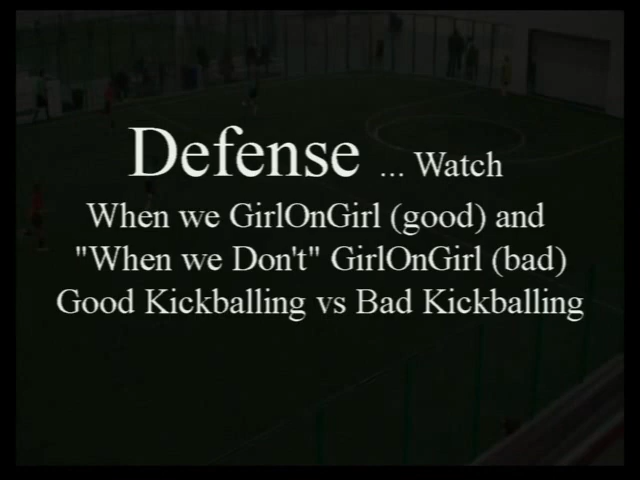 Defense ... Watch
When we GirlOnGirl (good) and
"When we Don't" GirlOnGirl (bad)
Good Kickballing vs Bad Kickballing